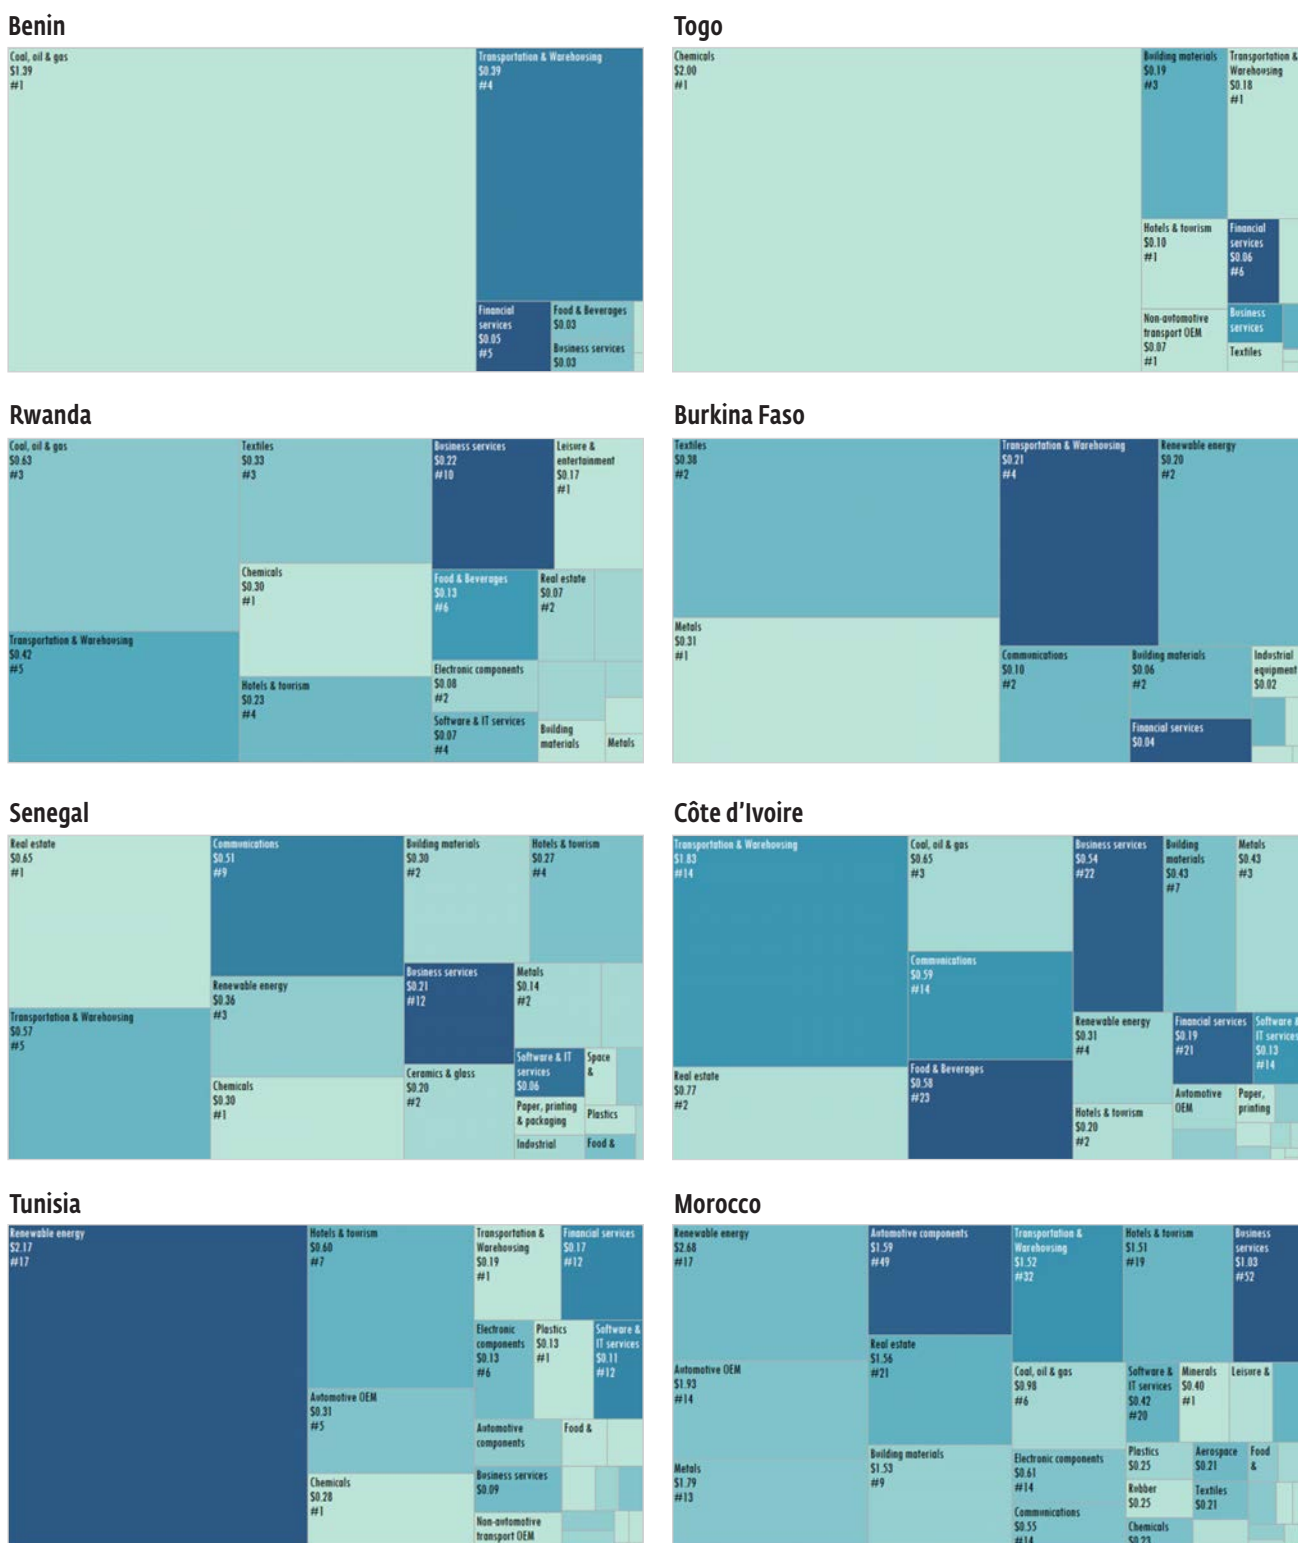 Benin
Coal, oil & gas
$1.39
#1
Transportation & Warehousing
$0.39
#4
Financial
services
$0.05
#5
Food & Beverages
$0.03
Business services
$0.03
Togo
Chemicals
$2.00
#1
Building materials
$0.19
#3
Transportation &
Warehousing
$0.18
#1
Hotels & tourism
$0.10
#1
Financial
services
$0.06
#6
Non-automotive
transport OEM
$0.07
#1
Business
services
Textiles
Rwanda
Coal, oil & gas
$0.63
#3
Transportation & Warehousing
$0.42
#5
Textiles
$0.33
#3
Chemicals
$0.30
#1
Hotels & tourism
$0.23
#4
Business services
$0.22
#10
Leisure &
entertainment
$0.17
#1
Food & Beverages
$0.13
#6
Real estate
$0.07
#2
Electronic components
$0.08
#2
Software & IT services
$0.07
#4
Building
materials
Metals
Burkina Faso
Textiles
$0.38
#2
Metals
$0.31
#1
Transportation & Warehousing
$0.21
#4
Renewable energy
$0.20
#2
Communications
$0.10
#2
Building materials
$0.06
#2
Industrial
equipment
$0.02
Financial services
$0.04
Senegal
Real estate
$0.65
#1
Transportation & Warehousing
$0.57
#5
Communications
$0.51
#9
Renewable energy
$0.36
#3
Chemicals
$0.30
#1
Building materials
$0.30
#2
Hotels & tourism
$0.27
#4
Business services
$0.21
#12
Metals
$0.14
#2
Ceramics & glass
$0.20
#2
Software & IT
services
$0.06
Space
&
Paper, printing
& packaging
Plastics
Industrial
Food &
Côte d’Ivoire
Transportation & Warehousing
$1.83
#14
Real estate
$0.77
#2
Coal, oil & gas
$0.65
#3
Communications
$0.59
#14
Food & Beverages
$0.58
#23
Business services
$0.54
#22
Building
materials
$0.43
#7
Metals
$0.43
#3
Renewable energy
$0.31
#4
Hotels & tourism
$0.20
#2
Financial services
$0.19
#21
Software &
IT services
$0.13
#14
Automotive
OEM
Paper,
printing
Tunisia
Renewable energy
$2.17
#17
Hotels & tourism
$0.60
#7
Automotive OEM
$0.31
#5
Chemicals
$0.28
#1
Transportation &
Warehousing
$0.19
#1
Financial services
$0.17
#12
Electronic
components
$0.13
#6
Plastics
$0.13
#1
Software &
IT services
$0.11
#12
Automotive
components
Food &
Business services
$0.09
Non-automotive
transport OEM
Morocco
Renewable energy
$2.68
#17
Automotive OEM
$1.93
#14
Metals
$1.79
#13
Automotive components
$1.59
#49
Real estate
$1.56
#21
Building materials
$1.53
#9
Transportation &
Warehousing
$1.52
#32
Hotels & tourism
$1.51
#19
Business
services
$1.03
#52
Coal, oil & gas
$0.98
#6
Software &
IT services
$0.42
#20
Minerals
$0.40
#1
Leisure &
Electronic components
$0.61
#14
Communications
$0.55
#14
Plastics
$0.25
Aerospace
$0.21
Food
&
Rubber
$0.25
Textiles
$0.21
Chemicals
$0.23